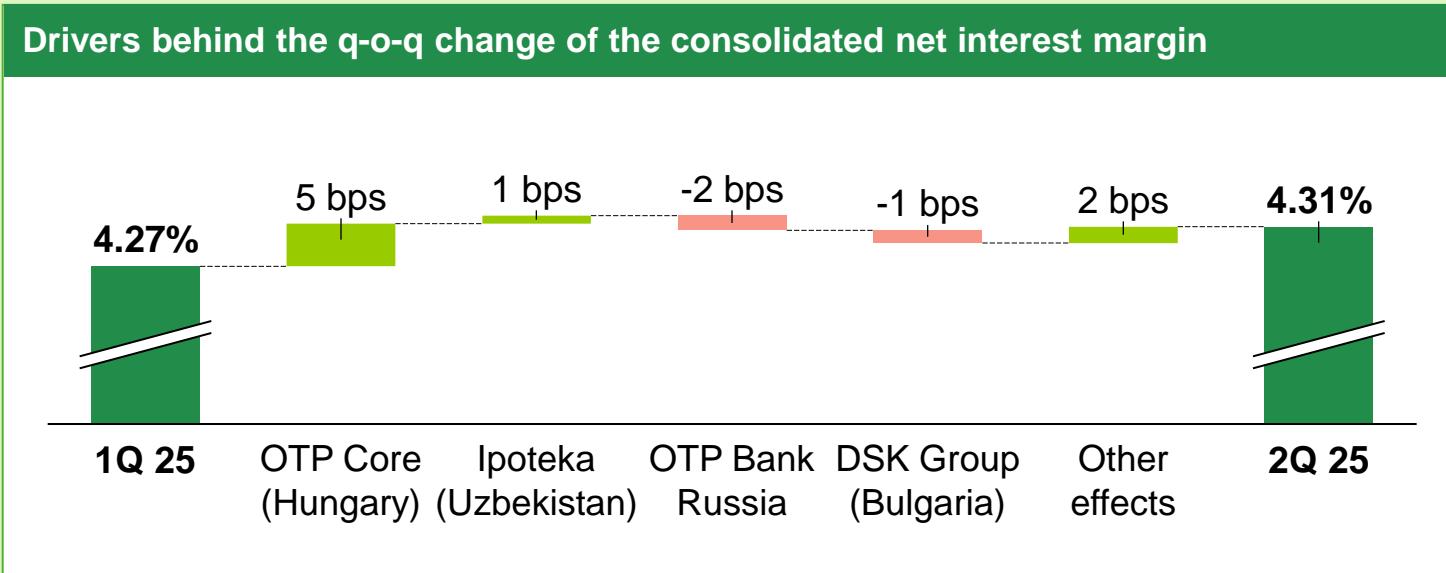 Drivers behind the q-o-q change of the consolidated net interest margin
4.27%
5 bps
1 bps
-2 bps
-1 bps
2 bps
4.31%
1Q 25
OTP Core
(Hungary)
Ipoteka
(Uzbekistan)
OTP Bank
Russia
DSK Group
(Bulgaria)
Other
effects
2Q 25